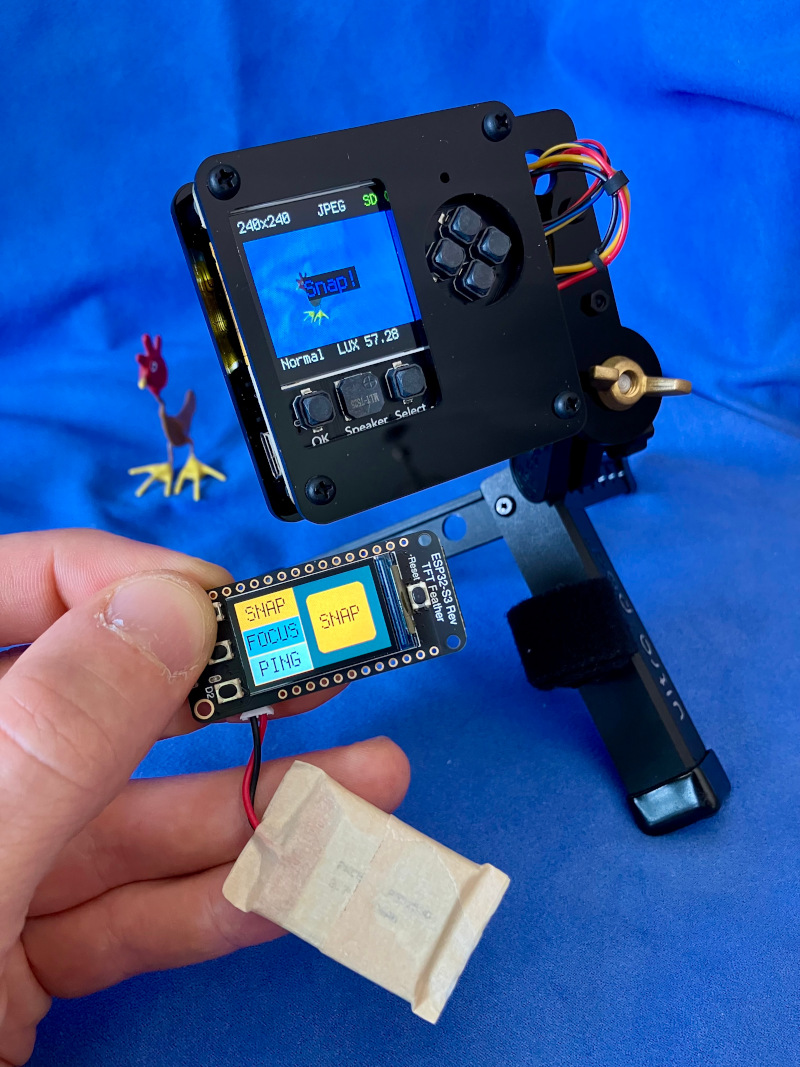 240x240 JPEG SD
Snap!
Normal LUX 57.28
OK Speaker Select
ESP32-S3 Rev
TFT Feather
Reset
SNAP
FOCUS
PING
SNAP
D2